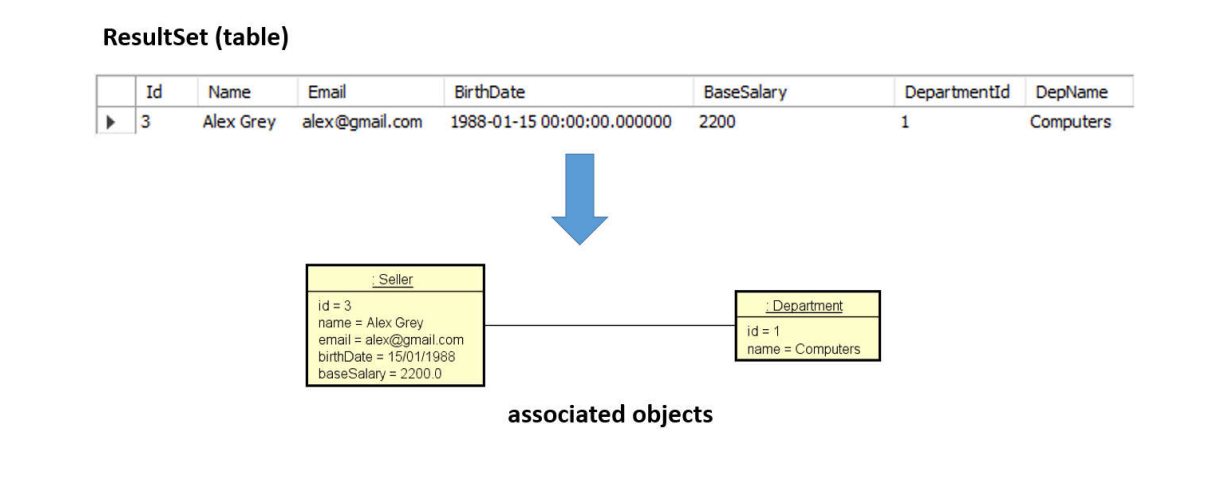 ResultSet (table)
Id Name Email BirthDate BaseSalary DepartmentId DepName
3 Alex Grey alex@gmail.com 1988-01-15 00:00:00.000000 2200 1 Computers
: Seller
id = 3
name = Alex Grey
email = alex@gmail.com
birthDate = 15/01/1988
baseSalary = 2200.0
: Department
id = 1
name = Computers
associated objects